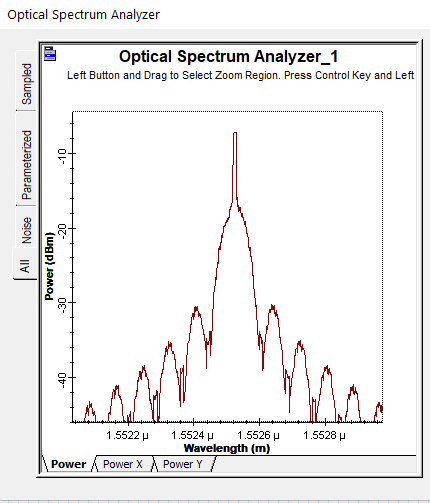 Optical Spectrum Analyzer
Optical Spectrum Analyzer_1
Left Button and Drag to Select Zoom Region. Press Control Key and Left
Sampled
Parameterized
Noise
All
Power (dBm)
-10
-20
-30
-40
1.5522 µ 1.5524 µ 1.5526 µ 1.5528 µ
Wavelength (m)
Power Power X Power Y